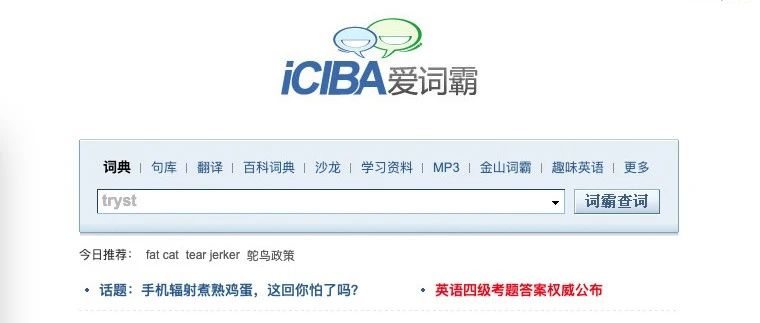 iCIBA爱词霸
词典 | 句库 | 翻译 | 百科词典 | 沙龙 | 学习资料 | MP3 | 金山词霸 | 趣味英语 | 更多
tryst 词霸查词
今日推荐： fat cat tear jerker 鸵鸟政策
• 话题：手机辐射煮熟鸡蛋，这回你怕了吗? • 英语四级考题答案权威公布